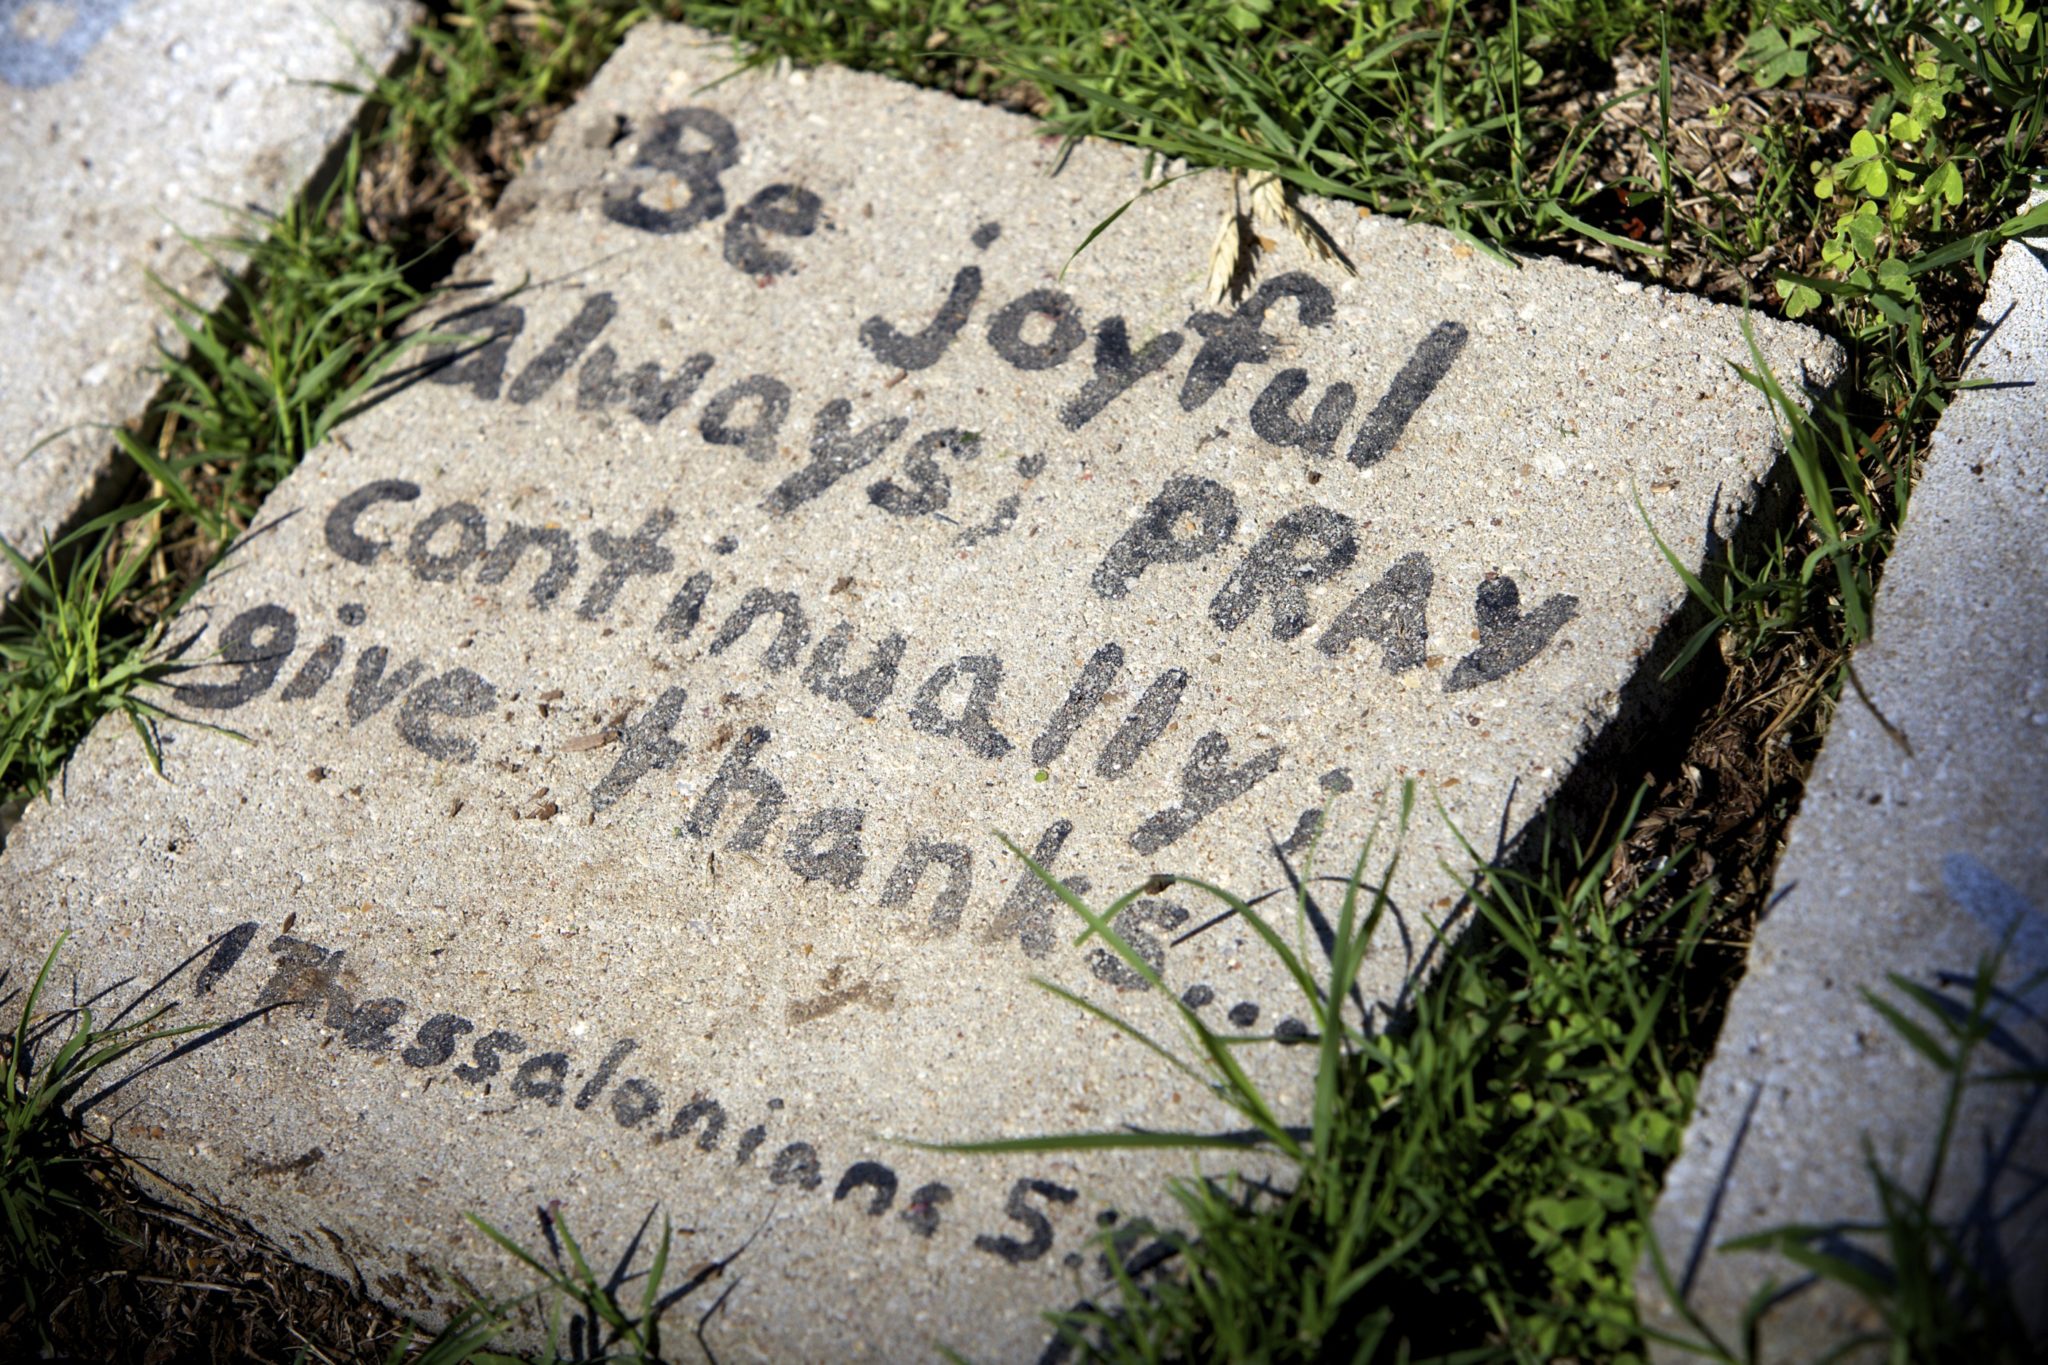 Be joyful
always; PRAY
continually;
give thanks...
1 Thessalonians 5: